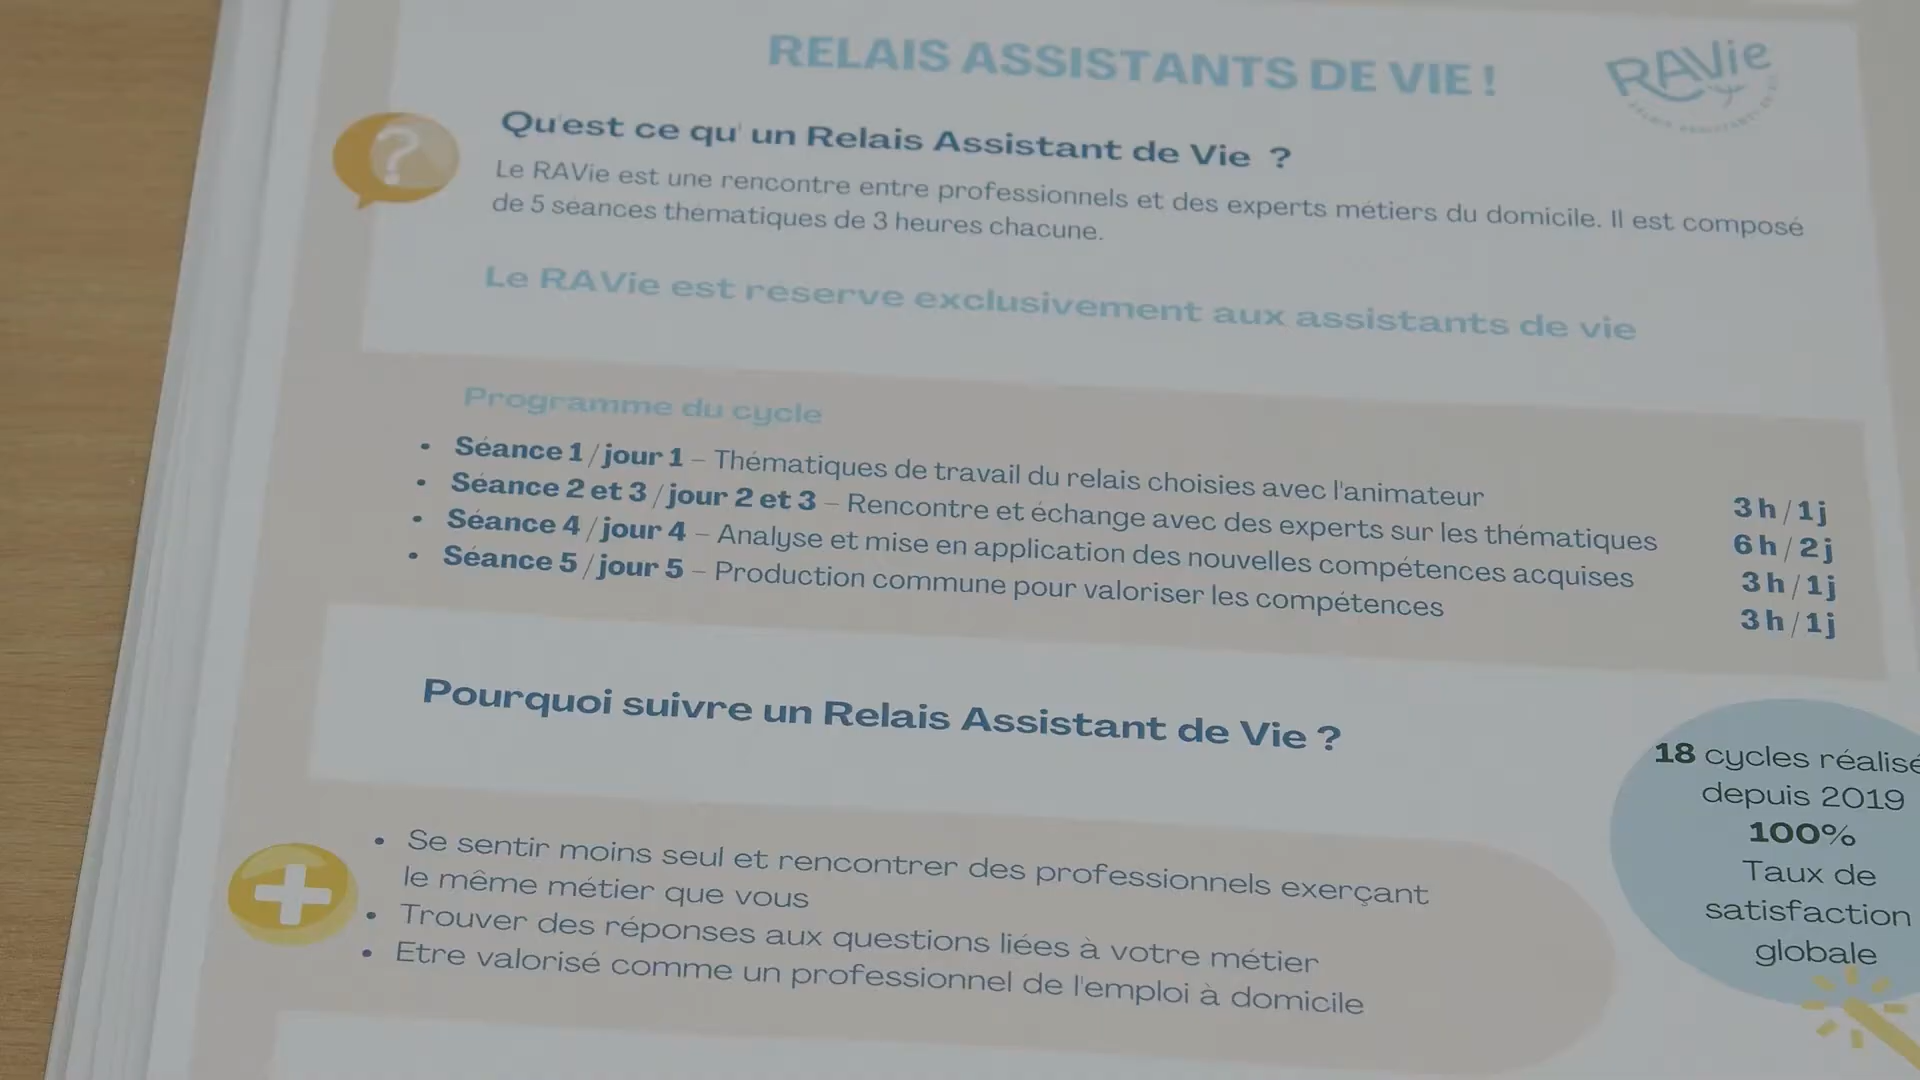 RELAIS ASSISTANTS DE VIE !
RAVie
Qu'est ce qu' un Relais Assistant de Vie ?
Le RAVie est une rencontre entre professionnels et des experts métiers du domicile. Il est composé
de 5 séances thématiques de 3 heures chacune.
Le RAVie est reserve exclusivement aux assistants de vie
Programme du cycle
• Séance 1 / jour 1 – Thématiques de travail du relais choisies avec l'animateur 3 h / 1 j
• Séance 2 et 3 / jour 2 et 3 – Rencontre et échange avec des experts sur les thématiques 6 h / 2 j
• Séance 4 / jour 4 – Analyse et mise en application des nouvelles compétences acquises 3 h / 1 j
• Séance 5 / jour 5 – Production commune pour valoriser les compétences 3 h / 1 j
Pourquoi suivre un Relais Assistant de Vie ?
• Se sentir moins seul et rencontrer des professionnels exerçant
le même métier que vous
• Trouver des réponses aux questions liées à votre métier
• Etre valorisé comme un professionnel de l'emploi à domicile
18 cycles réalisé
depuis 2019
100%
Taux de
satisfaction
globale